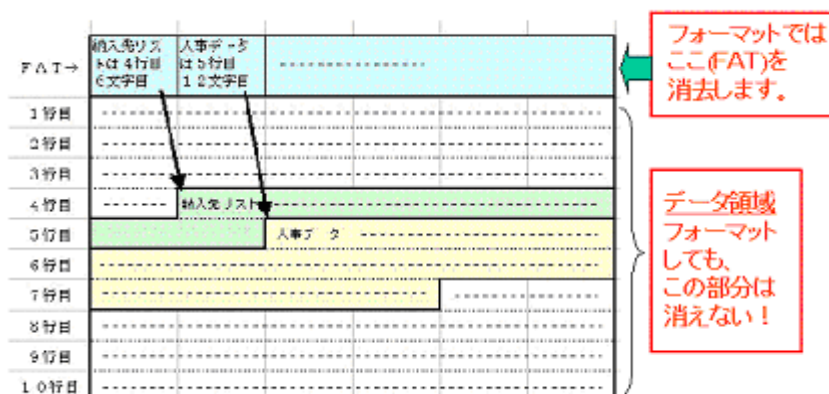 納入先リス
トは4行目
6文字目
人事データ
は5行目
12文字目
FAT→
フォーマットでは
ここ(FAT)を
消去します。
1行目
2行目
3行目
4行目
納入先リスト
5行目
人事データ
6行目
7行目
8行目
9行目
10行目
データ領域
フォーマット
しても、
この部分は
消えない！